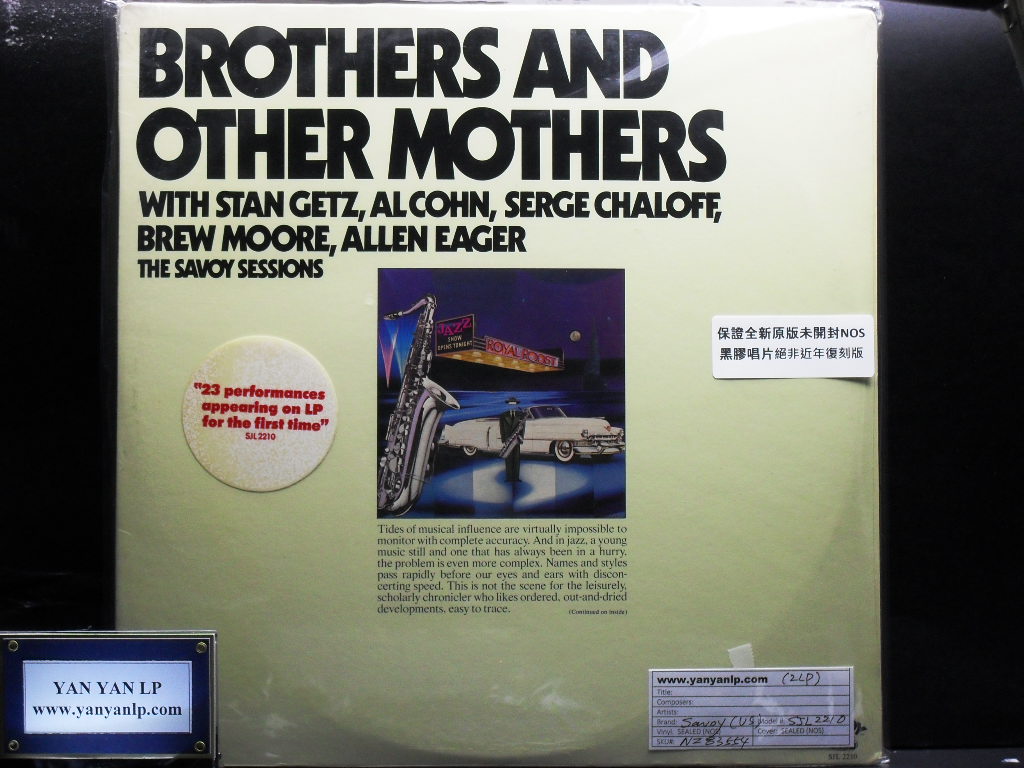 BROTHERS AND
OTHER MOTHERS
WITH STAN GETZ, AL COHN, SERGE CHALOFF,
BREW MOORE, ALLEN EAGER
THE SAVOY SESSIONS
JAZZ
SHOW
OPENS TONIGHT
ROYAL ROOST
保證全新原版未開封NOS
黑膠唱片絕非近年復刻版
"23 performances
appearing on LP
for the first time"
SJL 2210
Tides of musical influence are virtually impossible to
monitor with complete accuracy. And in jazz, a young
music still and one that has always been in a hurry,
the problem is even more complex. Names and styles
pass rapidly before our eyes and ears with discon-
certing speed. This is not the scene for the leisurely,
scholarly chronicler who likes ordered, out-and-dried
developments, easy to trace.
(Continued on inside)
YAN YAN LP
www.yanyanlp.com
www.yanyanlp.com (2LP)
Title:
Composers:
Artists:
Brand: Savoy (US) Model #: SJL 2210
Vinyl: SEALED (NOS) Cover: SEALED (NOS)
SKU#:
SJL 2210